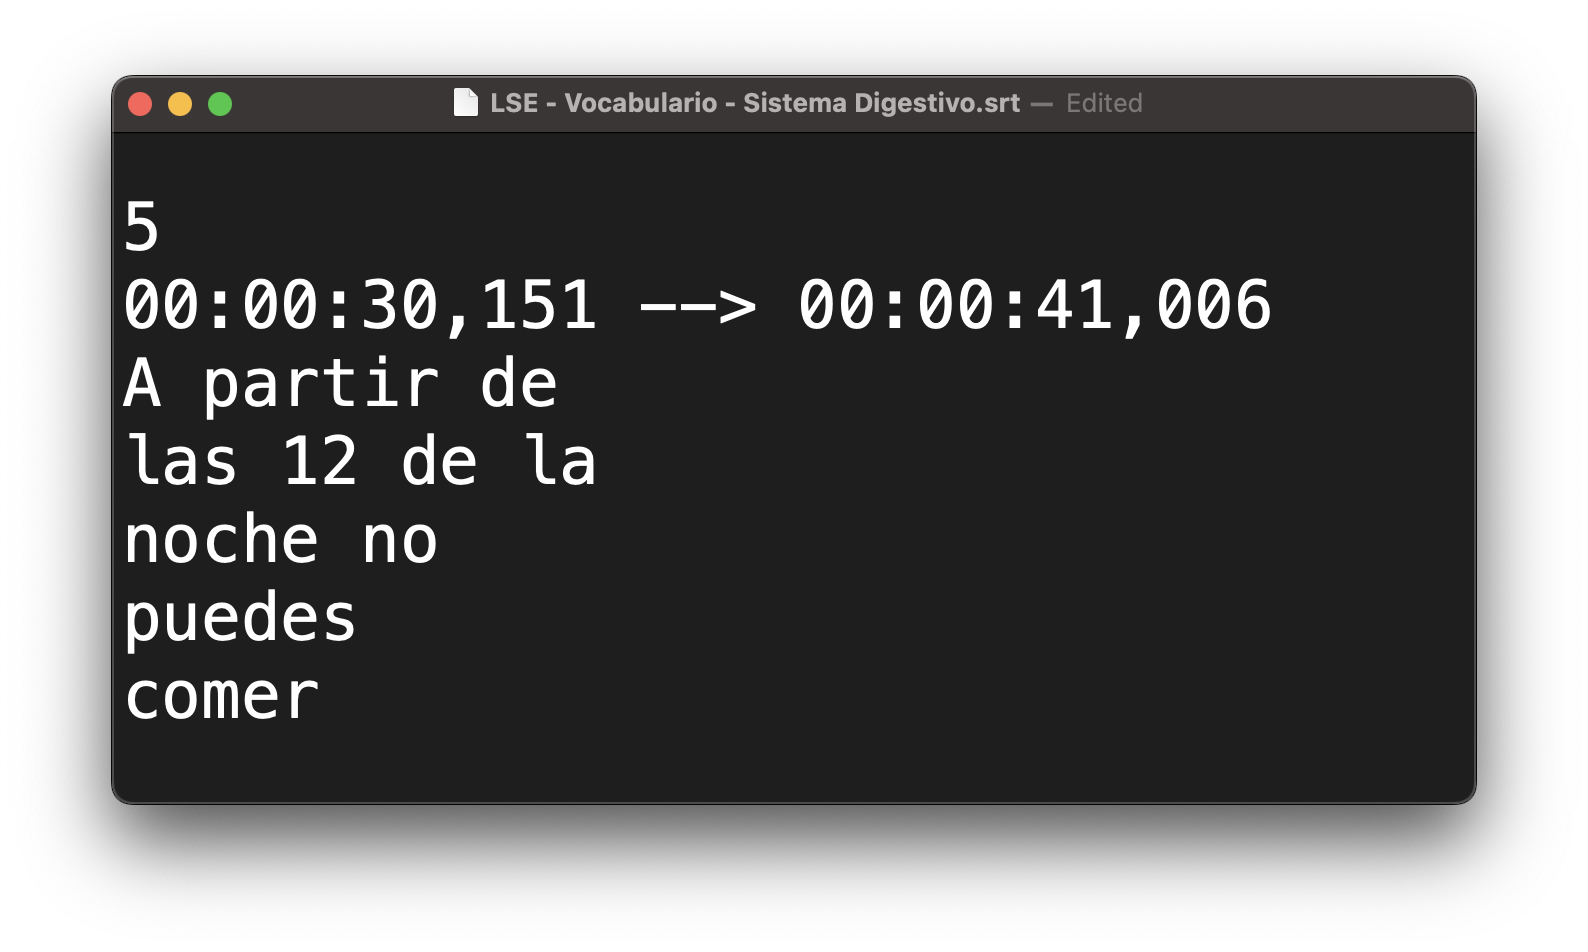 LSE - Vocabulario - Sistema Digestivo.srt — Edited
5
00:00:30,151 --> 00:00:41,006
A partir de
las 12 de la
noche no
puedes
comer